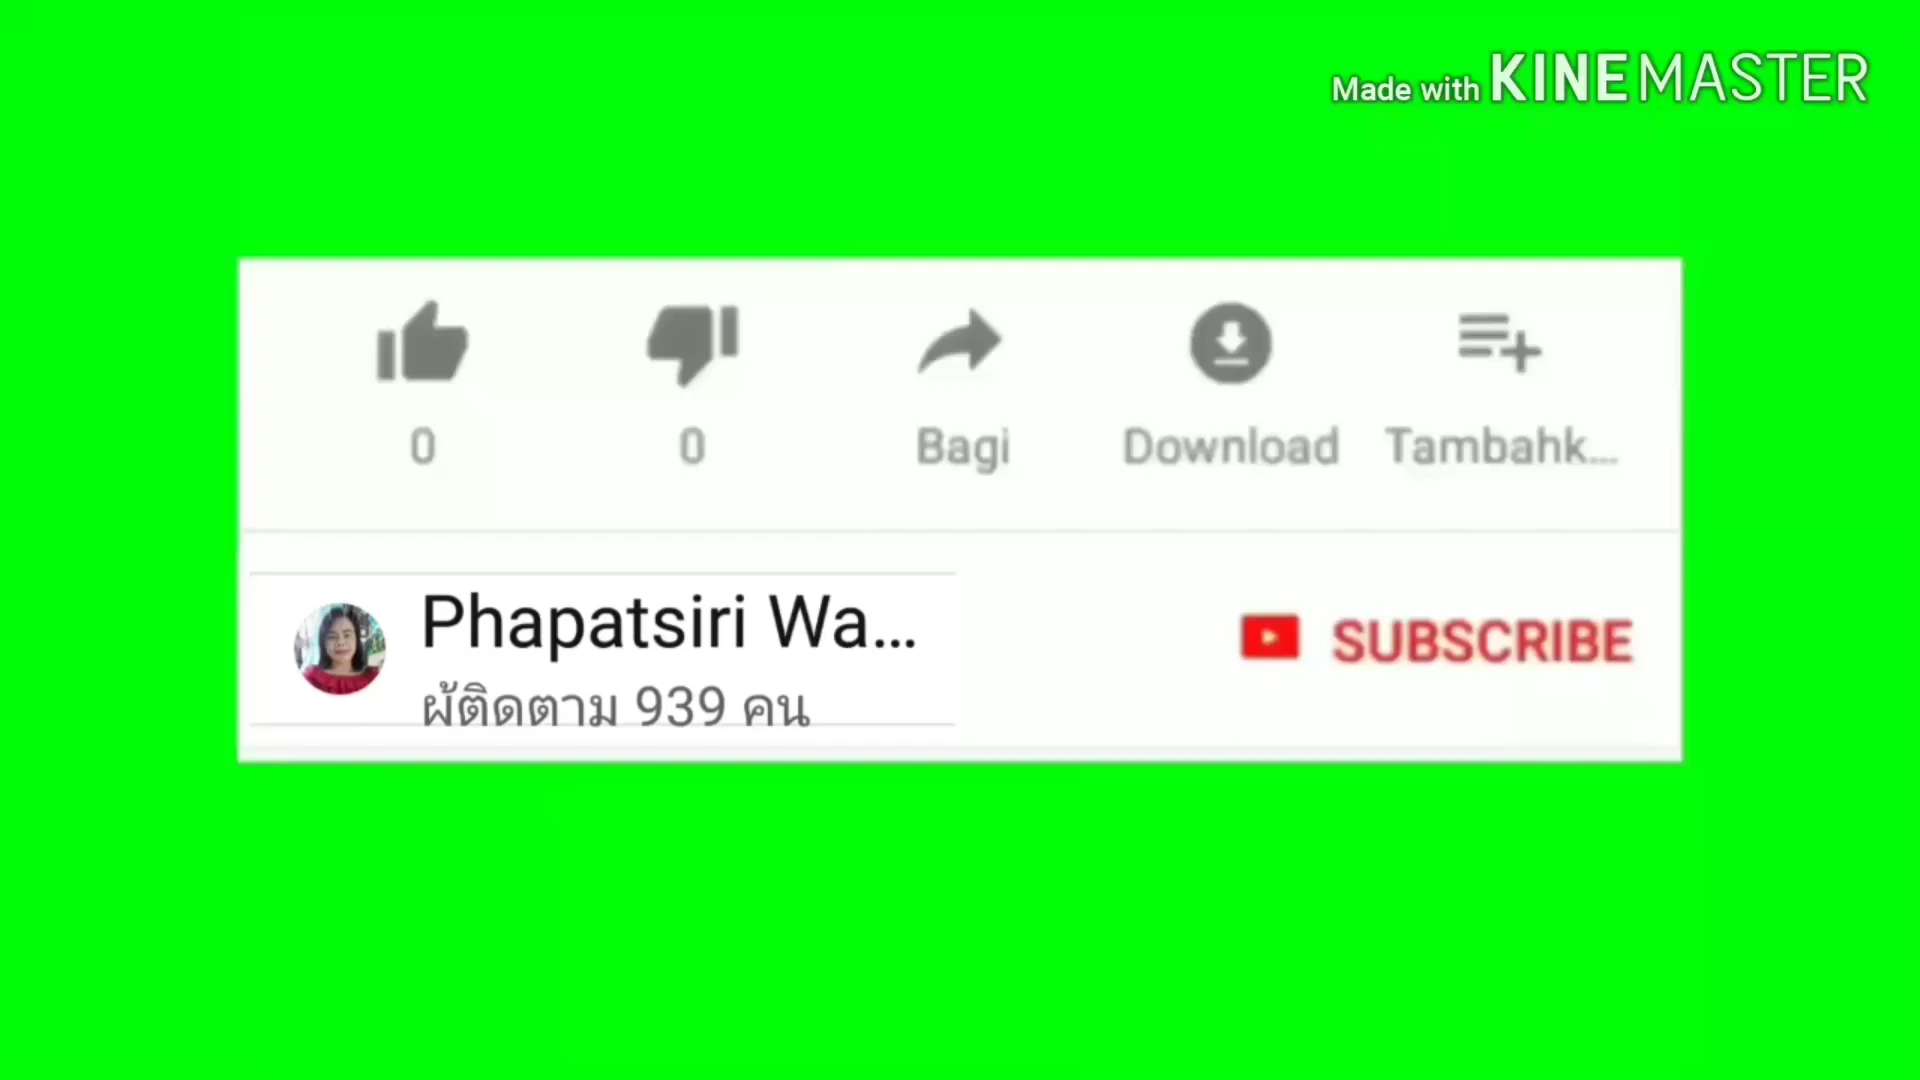 Made with KINEMASTER
0 0 Bagi Download Tambahk...
Phapatsiri Wa...
SUBSCRIBE
ผู้ติดตาม 939 คน